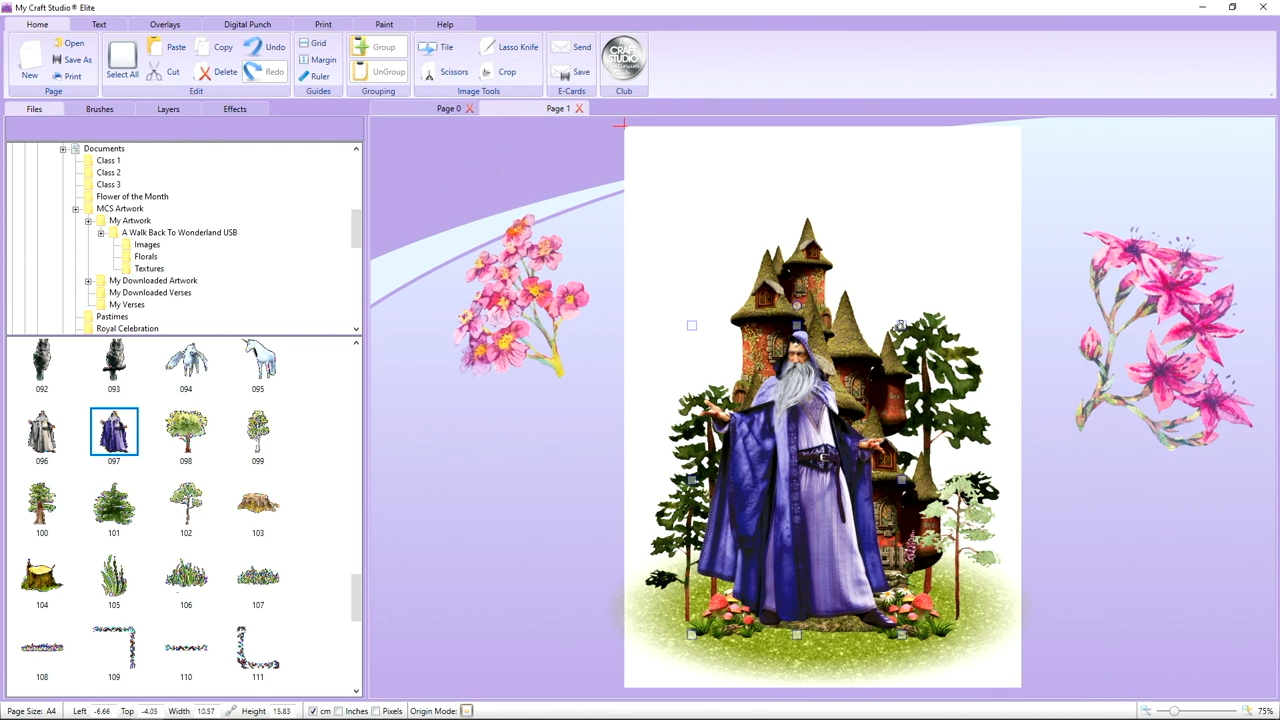 My Craft Studio® Elite
Home Text Overlays Digital Punch Print Paint Help
New Open Save As Print
Page
Select All Paste Copy Undo
Cut Delete Redo
Edit
Grid
Margin
Ruler
Guides
Group
UnGroup
Grouping
Tile Lasso Knife
Scissors Crop
Image Tools
Send
Save
E-Cards
CRAFT
STUDIO
Club
Files Brushes Layers Effects
Page 0 Page 1
Documents
Class 1
Class 2
Class 3
Flower of the Month
MCS Artwork
My Artwork
A Walk Back To Wonderland USB
Images
Florals
Textures
My Downloaded Artwork
My Downloaded Verses
My Verses
Pastimes
Royal Celebration
092 093 094 095
096 097 098 099
100 101 102 103
104 105 106 107
108 109 110 111
Page Size: A4 Left -6.66 Top -4.05 Width 10.57 Height 15.83 cm Inches Pixels Origin Mode: 75%